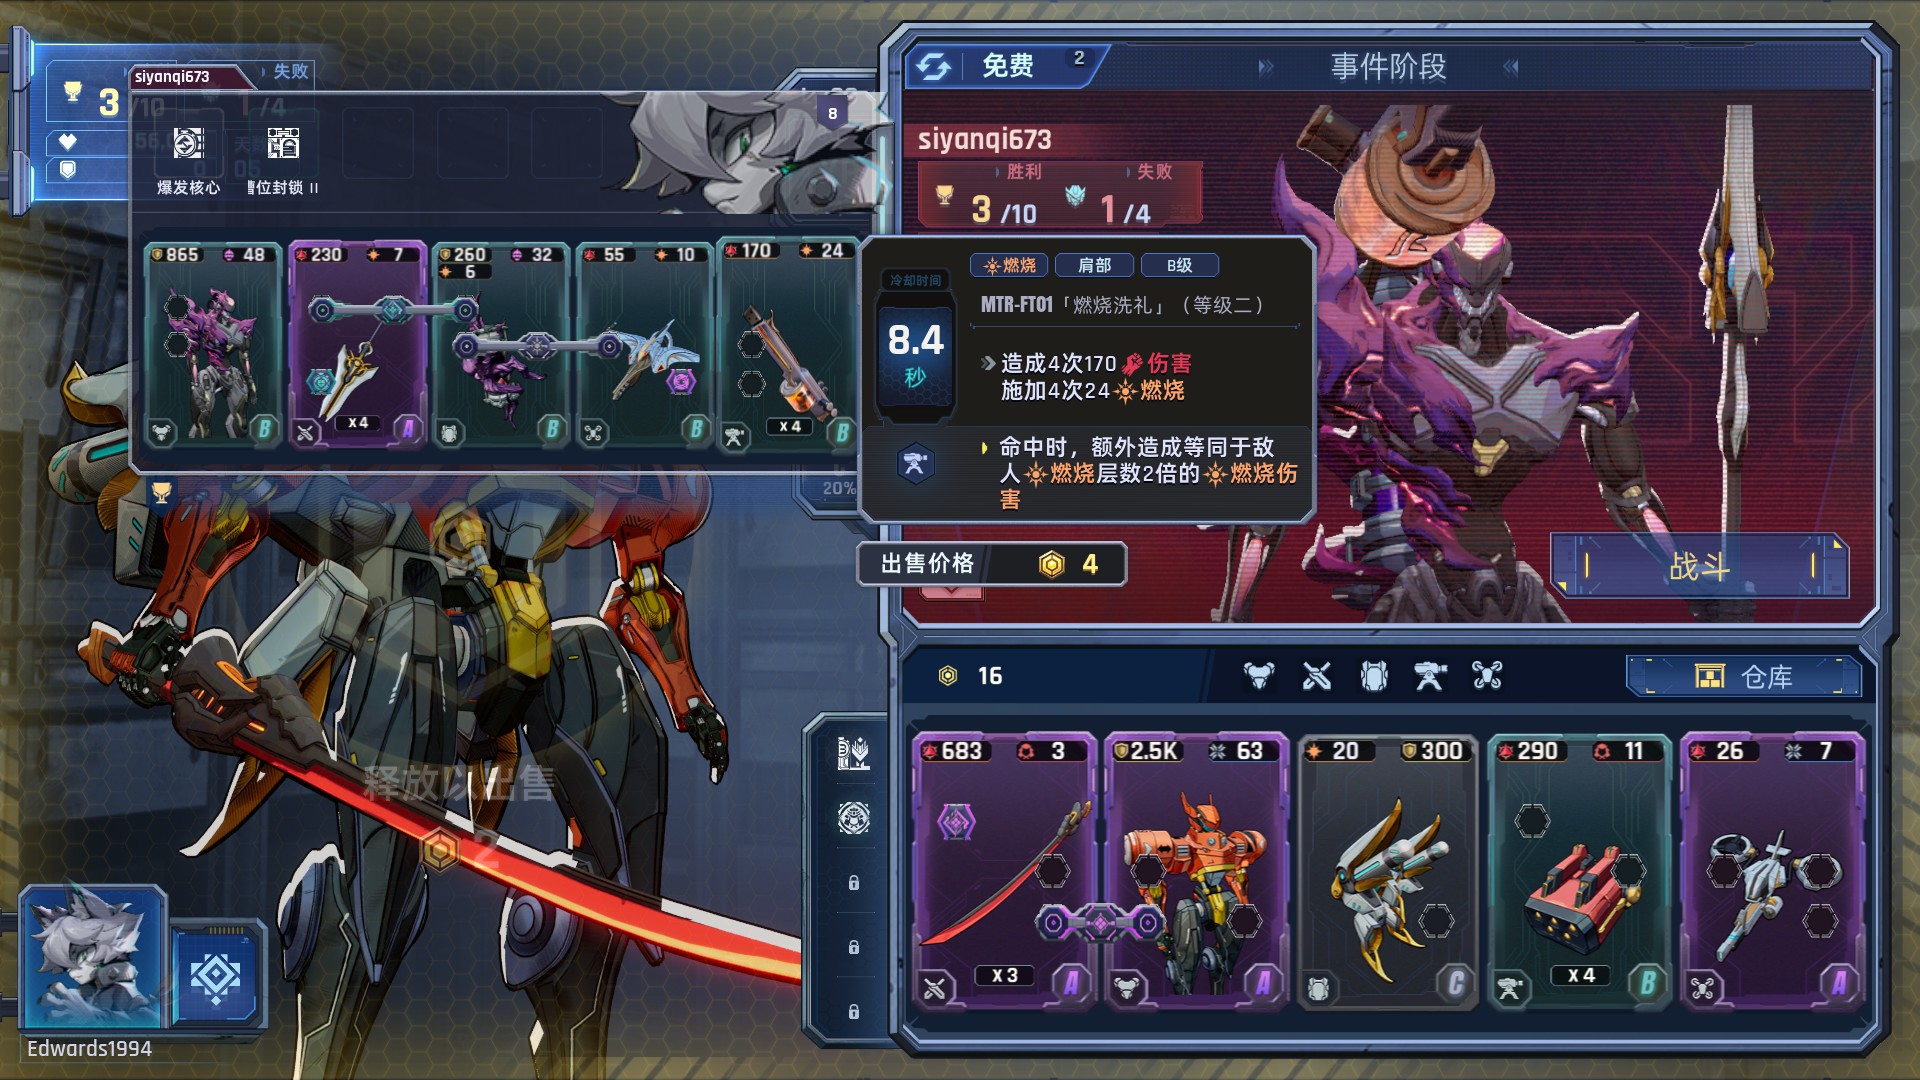 siyanqi673
失败
3
/10
1
/4
8
爆发核心
曹位封锁 II
865
48
230
7
260
32
6
55
10
170
24
B
x4
A
B
B
x4
B
20%
冷却时间
8.4
秒
燃烧
肩部
B级
MTR-FT01「燃烧洗礼」（等级二）
造成4次170伤害
施加4次24燃烧
命中时，额外造成等同于敌
人燃烧层数2倍的燃烧伤
害
出售价格
4
免费
2
事件阶段
siyanqi673
胜利
失败
3
/10
1
/4
战斗
16
仓库
683
3
2.5K
63
20
300
290
11
26
7
x3
A
A
C
x4
B
A
释放以出售
2
Edwards1994